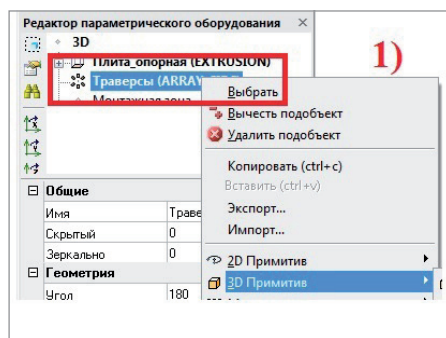 Редактор параметрического оборудования
3D
1)
Плита_опорная (EXTRUSION)
Траверсы (ARRAY
Монтажная зона
Выбрать
Вычесть подобъект
Удалить подобъект
Копировать (ctrl+c)
Вставить (ctrl+v)
Экспорт...
Импорт...
2D Примитив
3D Примитив
Общие
Имя Траве
Скрытый 0
Зеркально 0
Геометрия
Угол 180